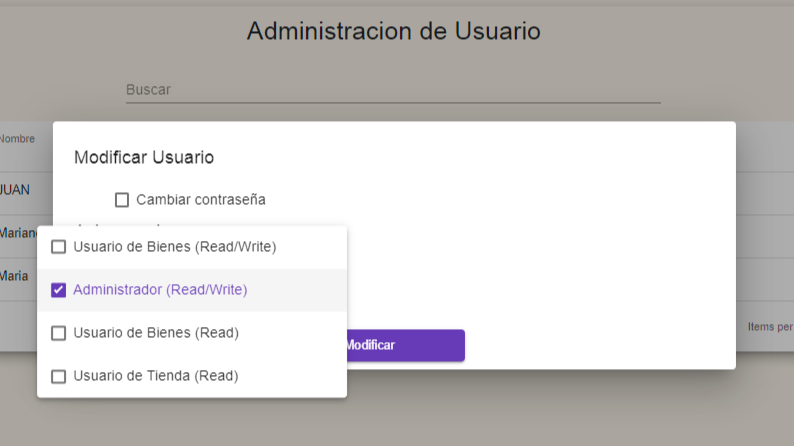 Administracion de Usuario
Buscar
Nombre
Modificar Usuario
JUAN
Cambiar contraseña
Usuario de Bienes (Read/Write)
Maria
Administrador (Read/Write)
Items per
Usuario de Bienes (Read)
Modificar
Usuario de Tienda (Read)